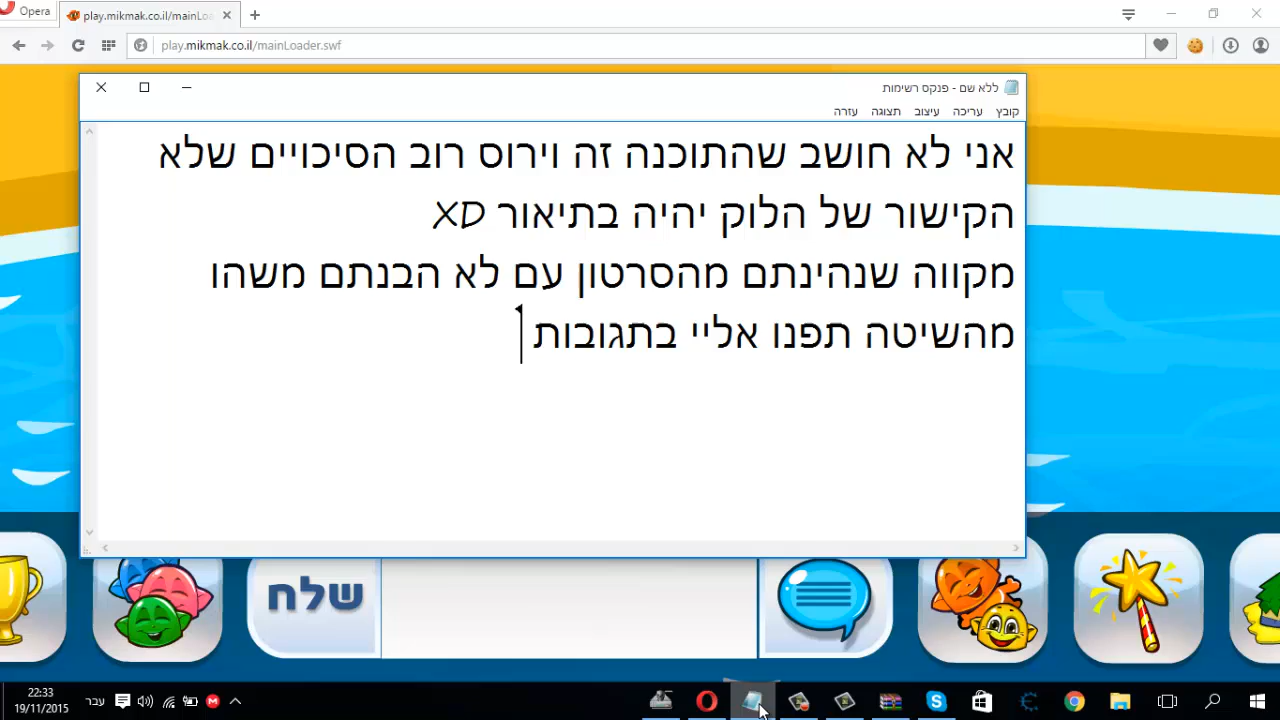 Opera
play.mikmak.co.il/mainLoa
play.mikmak.co.il/mainLoader.swf
ללא שם - פנקס רשימות
קובץ עריכה עיצוב תצוגה עזרה
אני לא חושב שהתוכנה זה וירוס רוב הסיכויים שלא
הקישור של הלוק יהיה בתיאור XD
מקווה שנהינתם מהסרטון עם לא הבנתם משהו
מהשיטה תפנו אליי בתגובות
שלח
22:33
עבר
19/11/2015